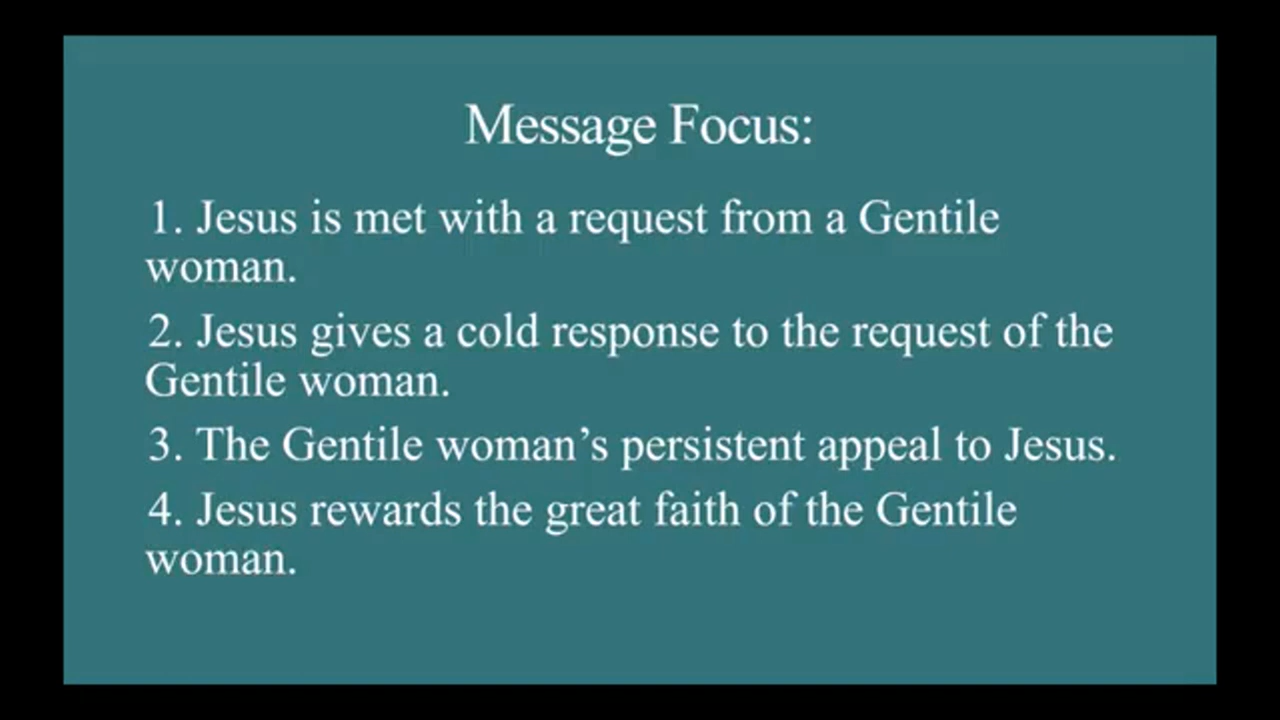 Message Focus:
1. Jesus is met with a request from a Gentile
woman.
2. Jesus gives a cold response to the request of the
Gentile woman.
3. The Gentile woman’s persistent appeal to Jesus.
4. Jesus rewards the great faith of the Gentile
woman.